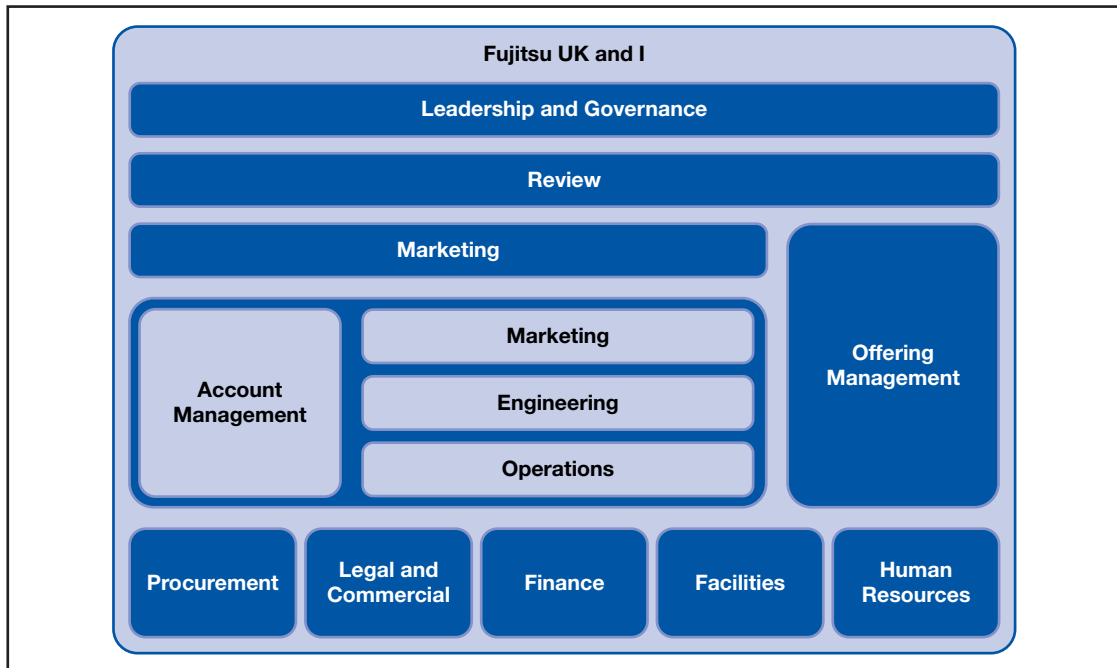 Fujitsu UK and I
Leadership and Governance
Review
Marketing
Offering
Management
Account
Management
Marketing
Engineering
Operations
Procurement
Legal and
Commercial
Finance
Facilities
Human
Resources